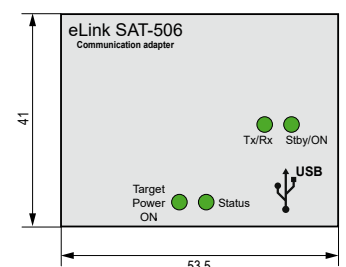 eLink SAT-506
Communication adapter
41
Tx/Rx Stby/ON
USB
Target
Power
ON
Status
53.5